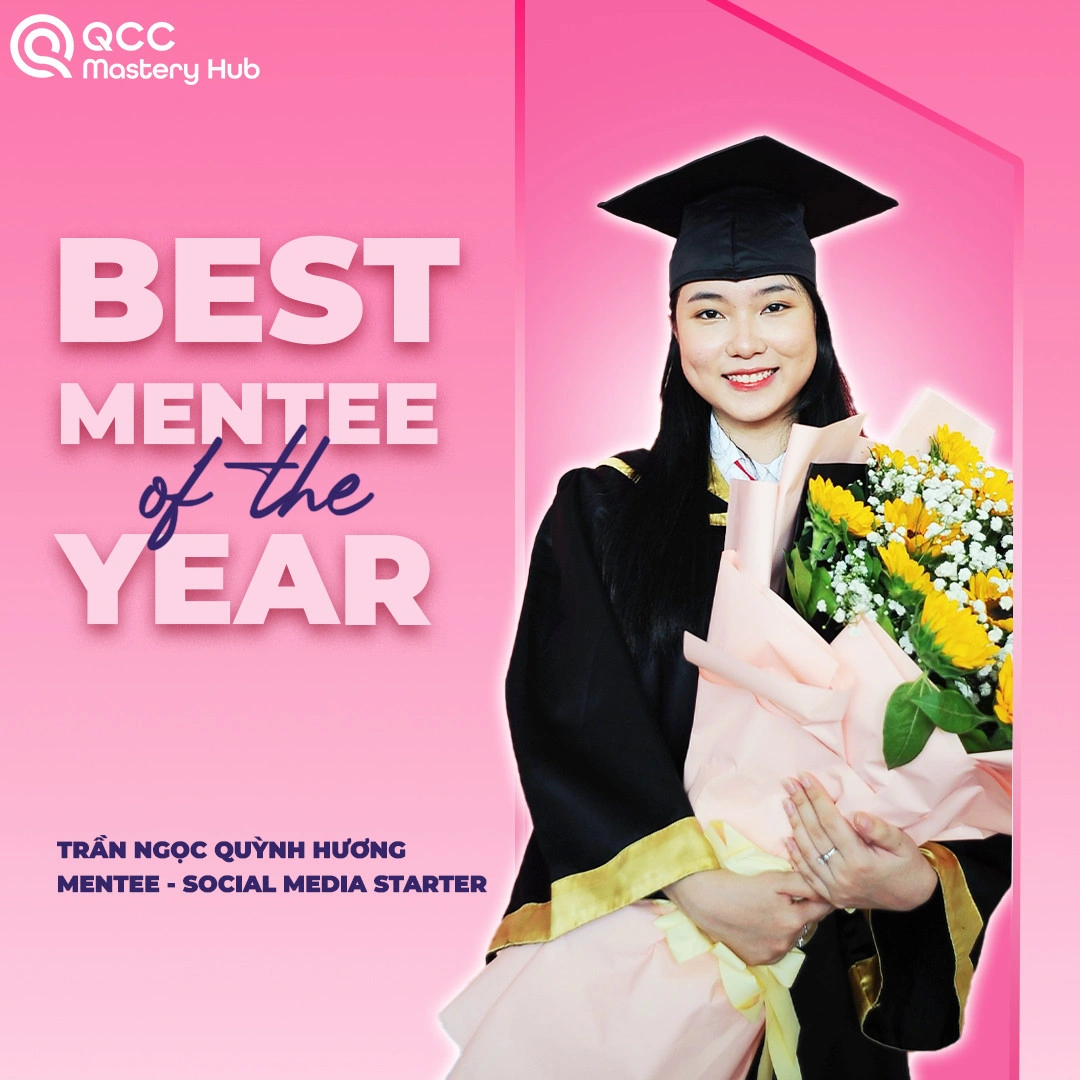 QCC
Mastery Hub
BEST
MENTEE
of the
YEAR
TRẦN NGỌC QUỲNH HƯƠNG
MENTEE - SOCIAL MEDIA STARTER